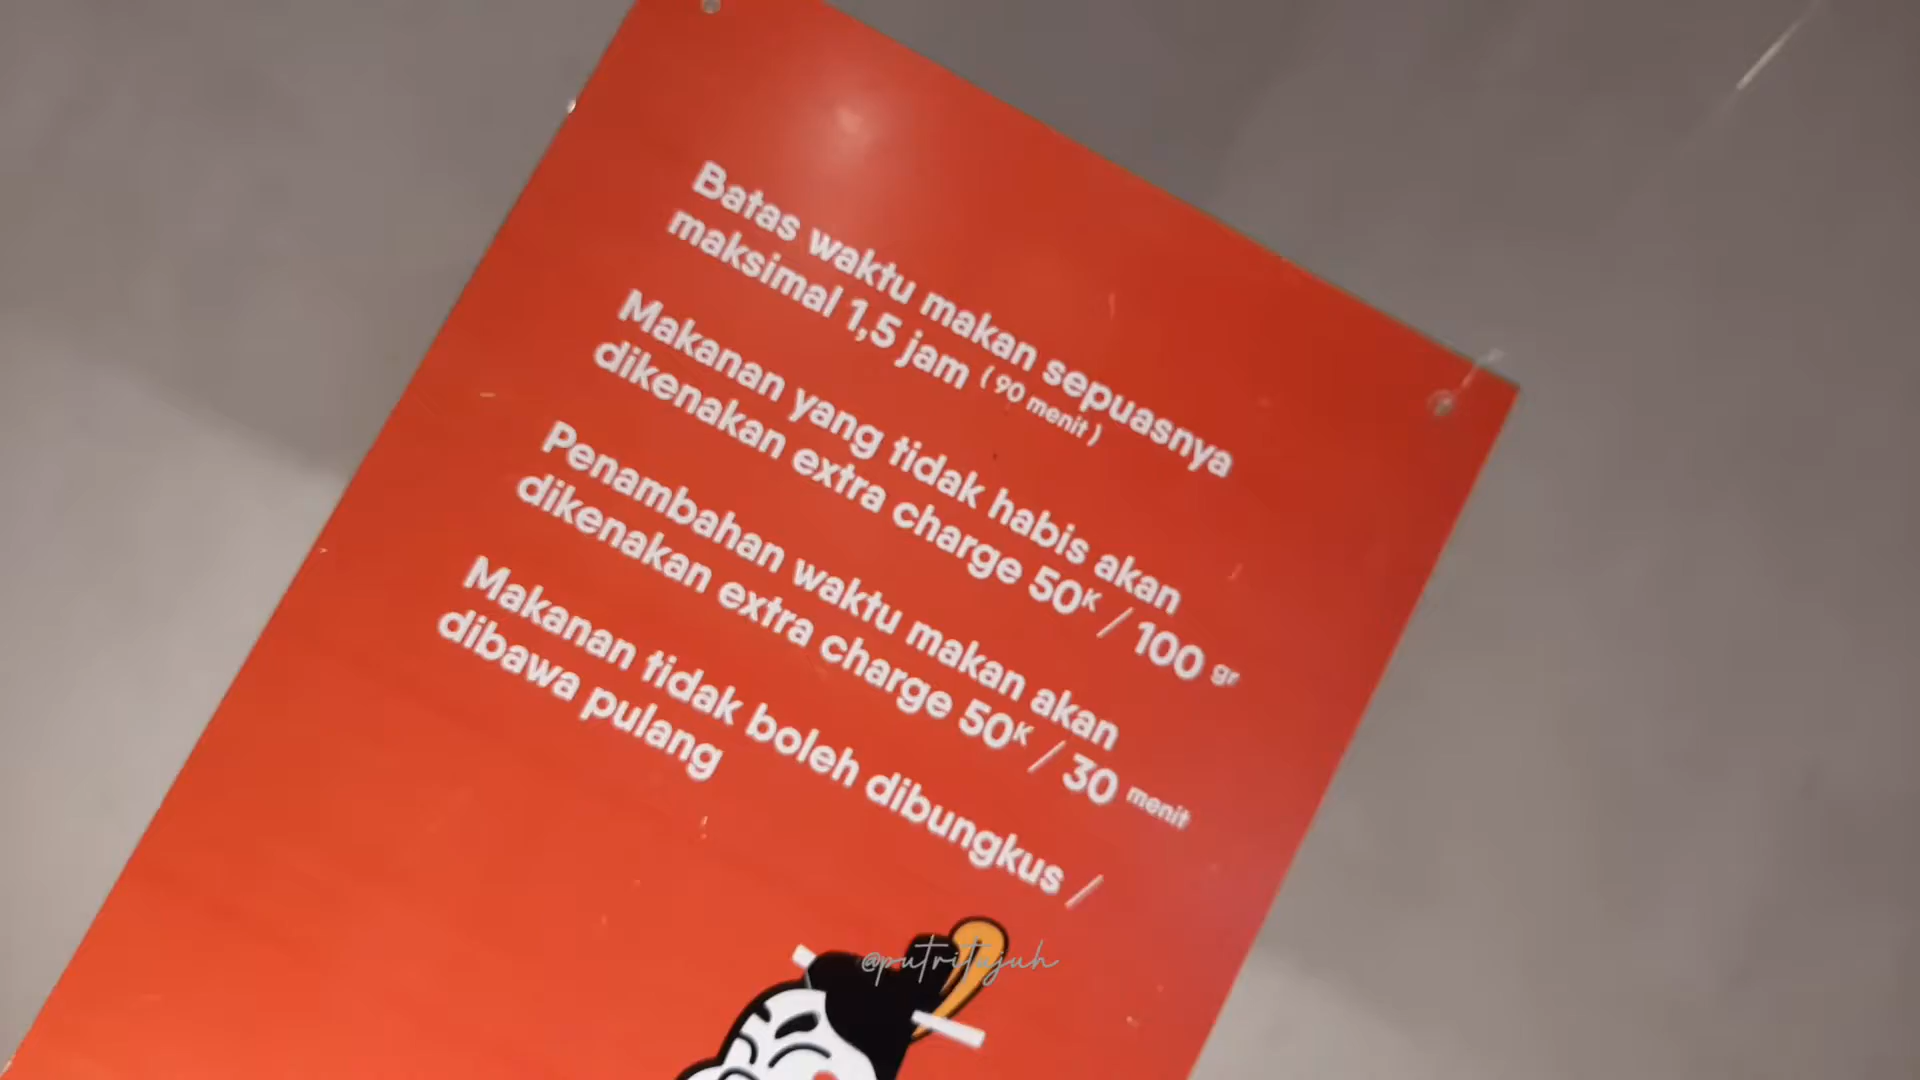 Batas waktu makan sepuasnya
maksimal 1,5 jam ( 90 menit )
Makanan yang tidak habis akan
dikenakan extra charge 50K / 100 gr
Penambahan waktu makan akan
dikenakan extra charge 50K / 30 menit
Makanan tidak boleh dibungkus /
dibawa pulang
@putritujuh